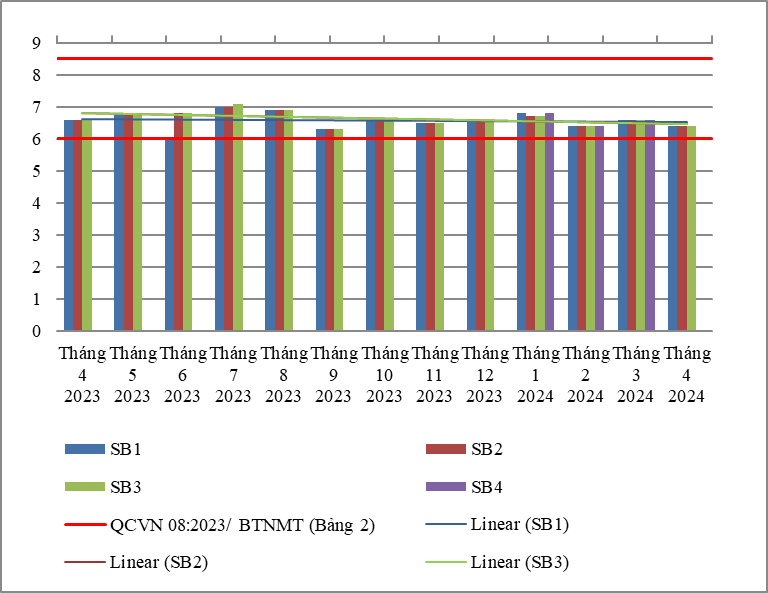 9
8
7
6
5
4
3
2
1
0
Tháng Tháng Tháng Tháng Tháng Tháng Tháng Tháng Tháng Tháng Tháng Tháng Tháng
4 5 6 7 8 9 10 11 12 1 2 3 4
2023 2023 2023 2023 2023 2023 2023 2023 2023 2024 2024 2024 2024
SB1 SB2
SB3 SB4
QCVN 08:2023/ BTNMT (Bảng 2) Linear (SB1)
Linear (SB2) Linear (SB3)